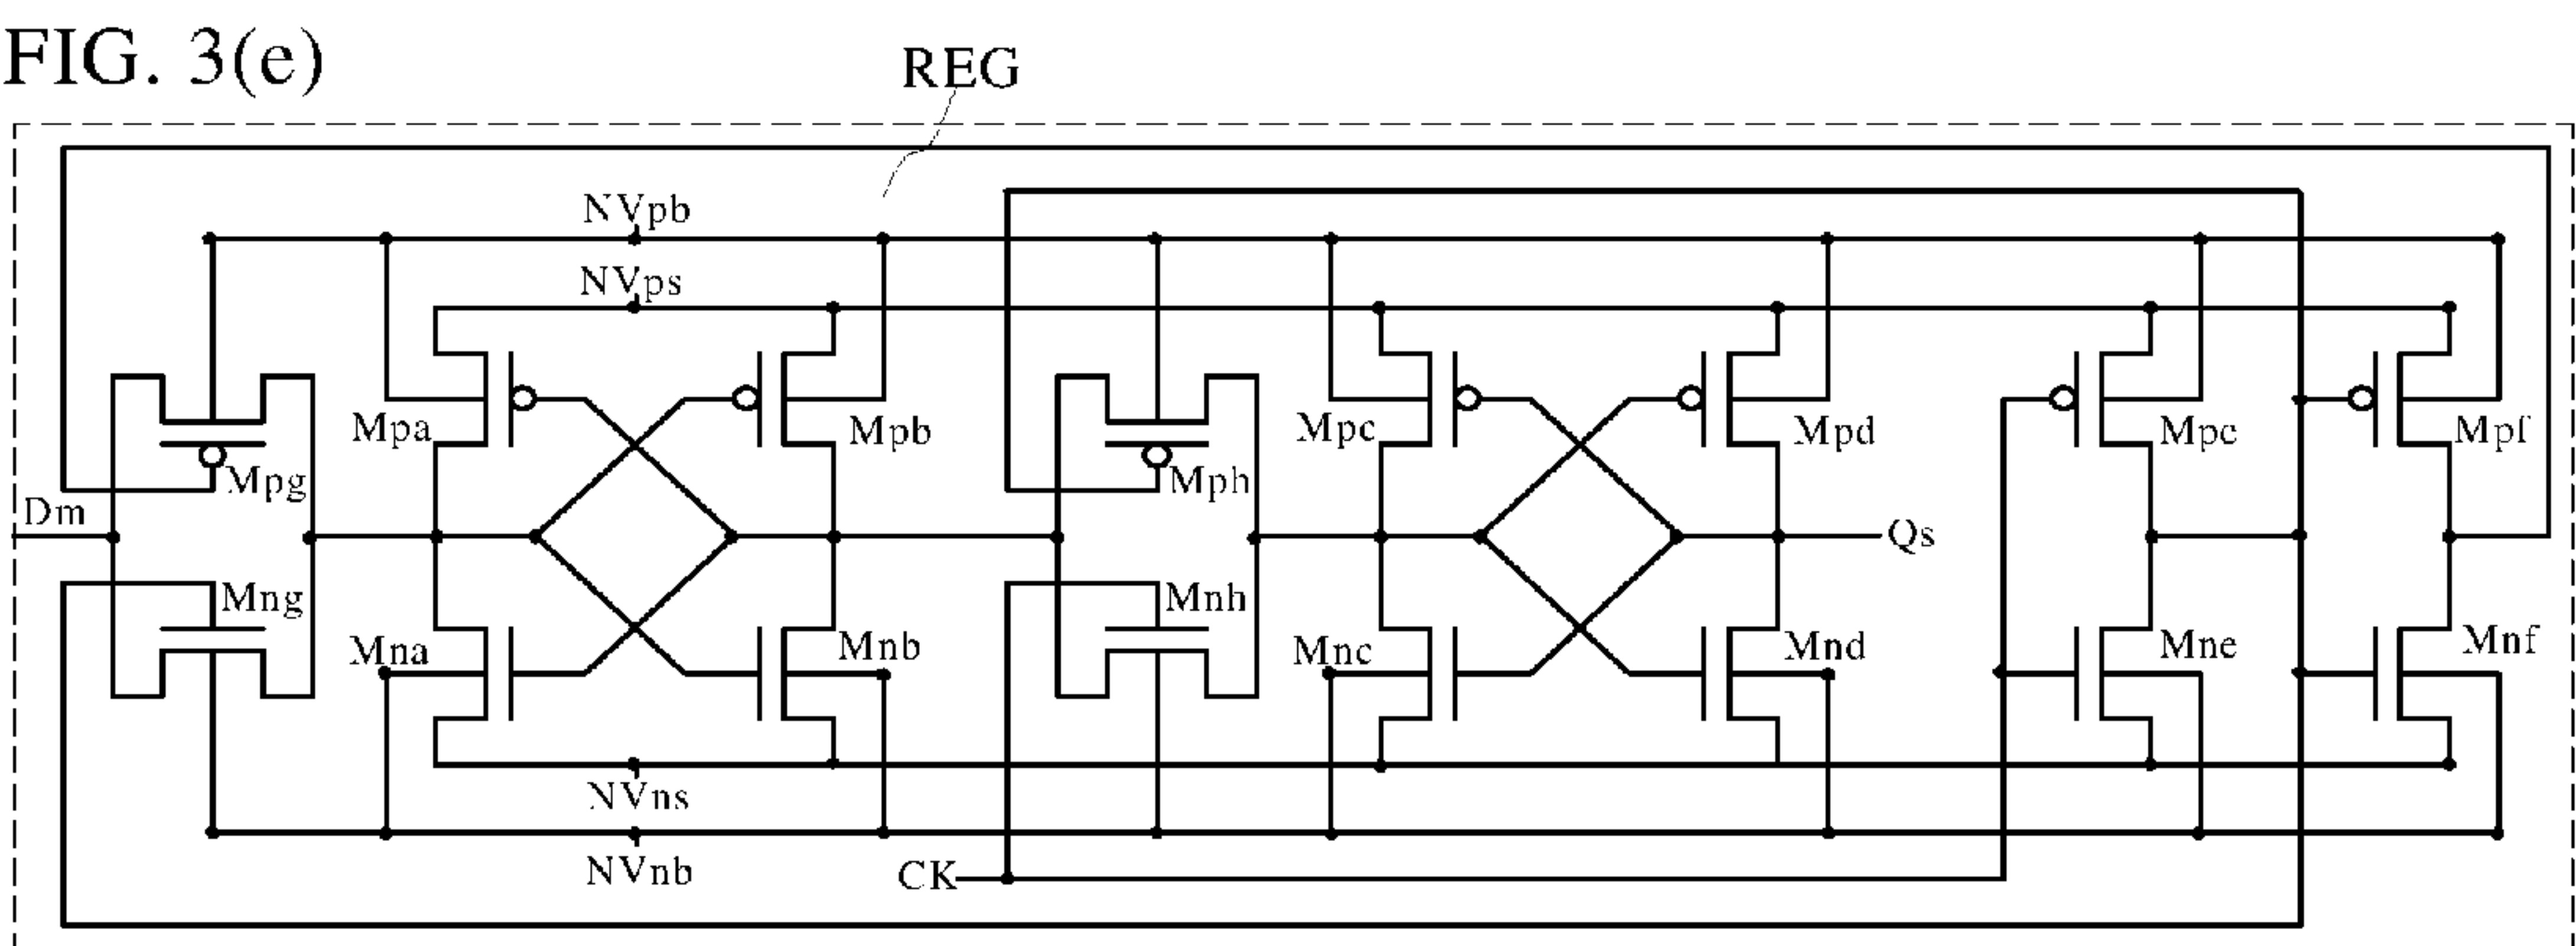 FIG. 3(e)
REG
NVpb
NVps
Mpa
Mpb
Mpc
Mpd
Mpe
Mpf
Mpg
Mph
Dm
Qs
Mng
Mnh
Mna
Mnb
Mnc
Mnd
Mne
Mnf
NVns
NVnb
CK